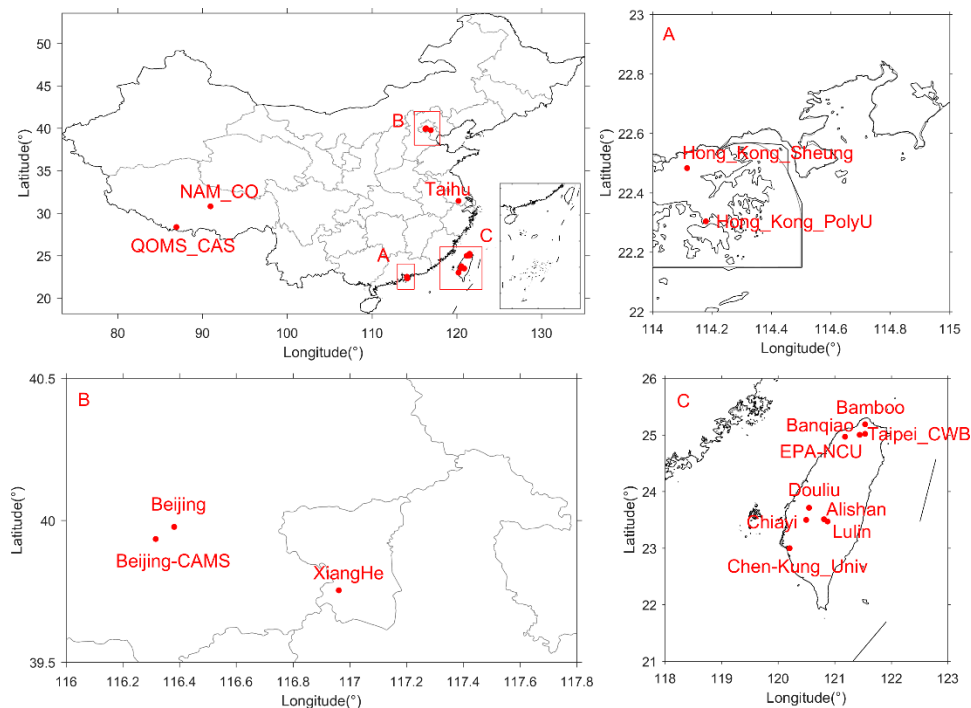 50
40
30
20
80
90
100
110
120
130
Latitude(°)
Longitude(°)
B
NAM_CO
Taihu
QOMS_CAS
C
A
A
23
22.8
22.6
22.4
22.2
22
114
114.2
114.4
114.6
114.8
115
Latitude(°)
Longitude(°)
Hong_Kong_Sheung
Hong_Kong_PolyU
B
40.5
40
39.5
116
116.2
116.4
116.6
116.8
117
117.2
117.4
117.6
117.8
Latitude(°)
Longitude(°)
Beijing
Beijing-CAMS
XiangHe
C
26
25
24
23
22
21
118
119
120
121
122
123
Latitude(°)
Longitude(°)
Bamboo
Banqiao
Taipei_CWB
EPA-NCU
Douliu
Alishan
Chiayi
Lulin
Chen-Kung_Univ